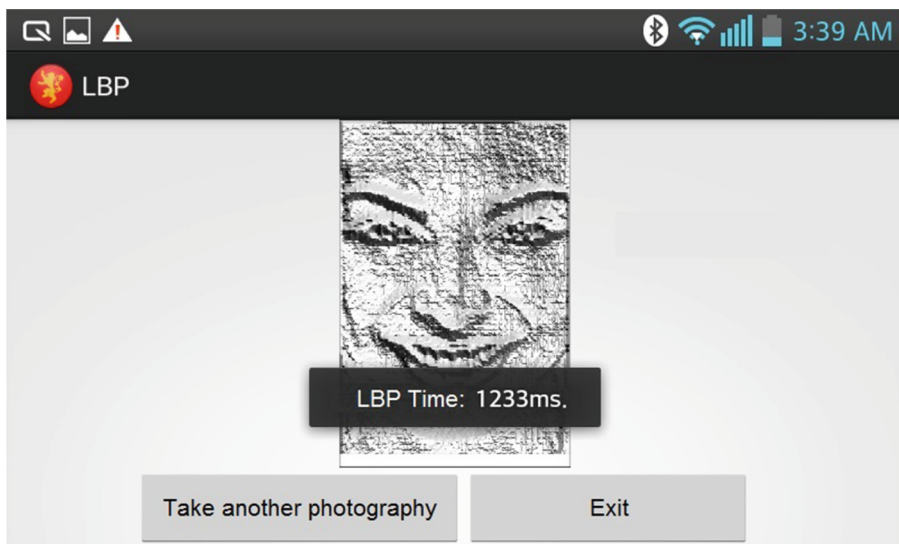 3:39 AM
LBP
LBP Time: 1233ms.
Take another photography
Exit